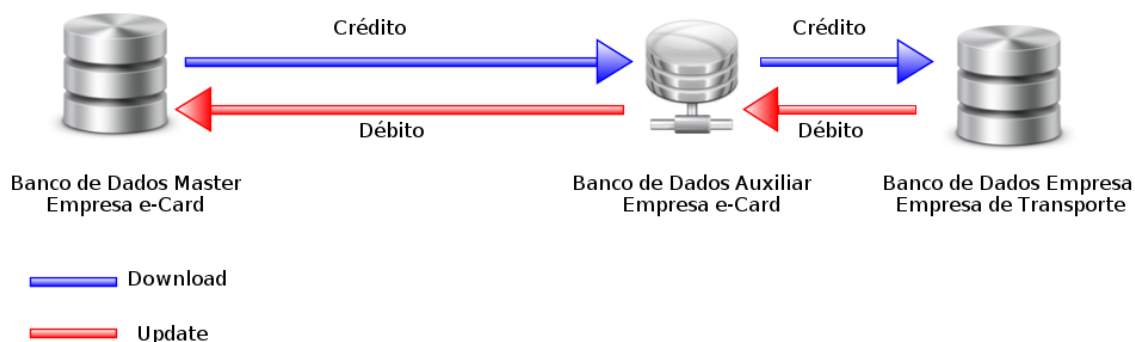 Crédito
Crédito
Débito
Débito
Banco de Dados Master
Empresa e-Card
Banco de Dados Auxiliar
Empresa e-Card
Banco de Dados Empresa
Empresa de Transporte
Download
Update